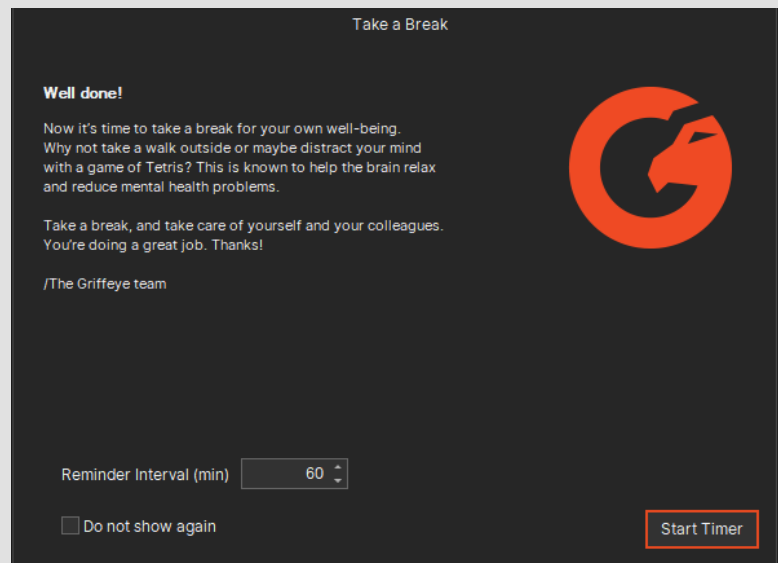 Take a Break
Well done!
Now it's time to take a break for your own well-being.
Why not take a walk outside or maybe distract your mind
with a game of Tetris? This is known to help the brain relax
and reduce mental health problems.
Take a break, and take care of yourself and your colleagues.
You're doing a great job. Thanks!
/The Griffeye team
Reminder Interval (min) 60
Do not show again
Start Timer